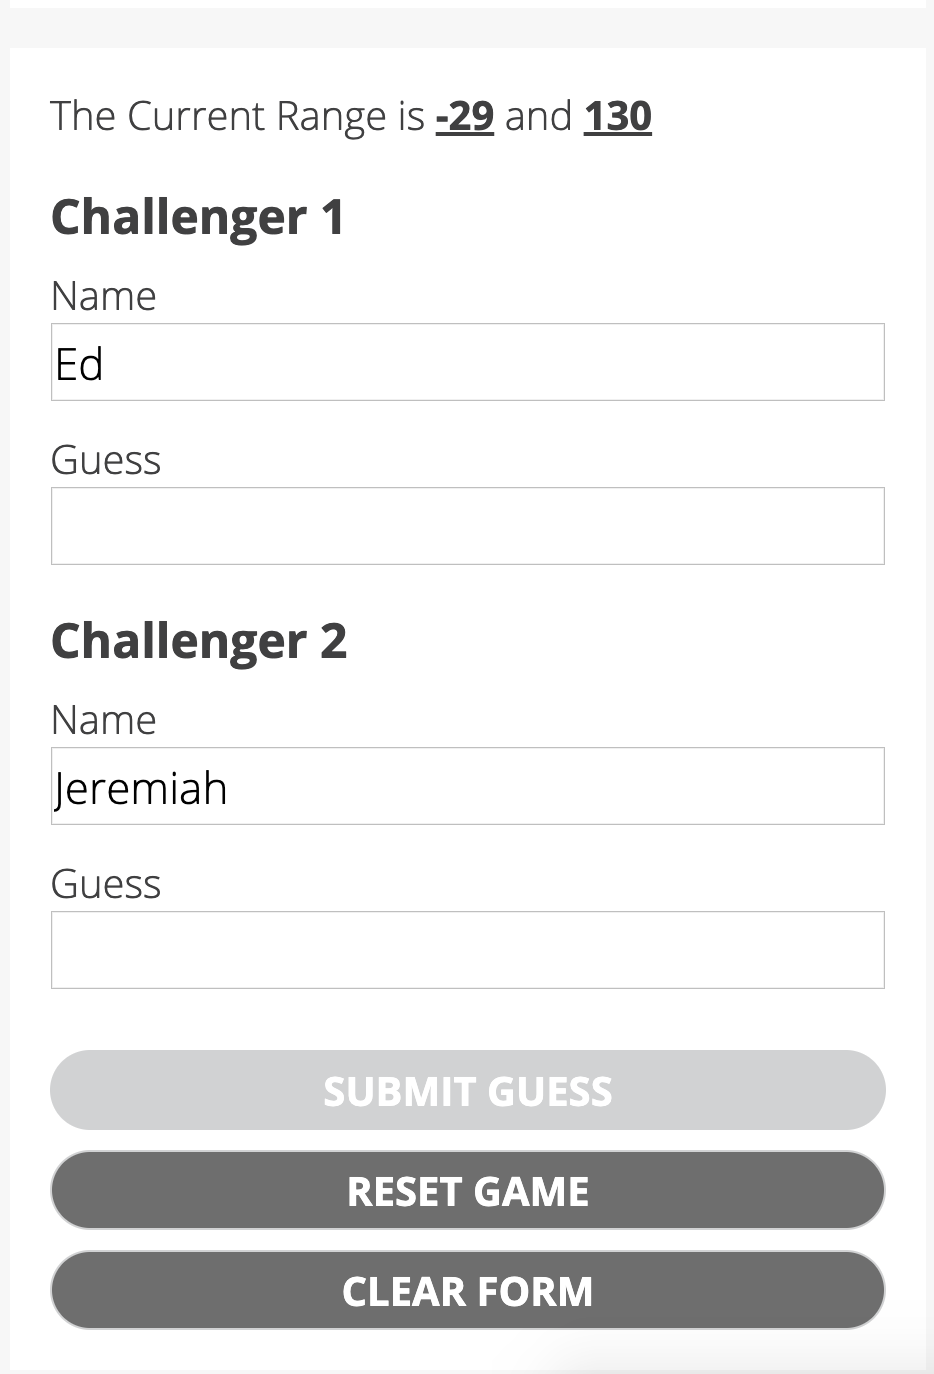 The Current Range is -29 and 130
Challenger 1
Name
Ed
Guess
Challenger 2
Name
Jeremiah
Guess
SUBMIT GUESS
RESET GAME
CLEAR FORM